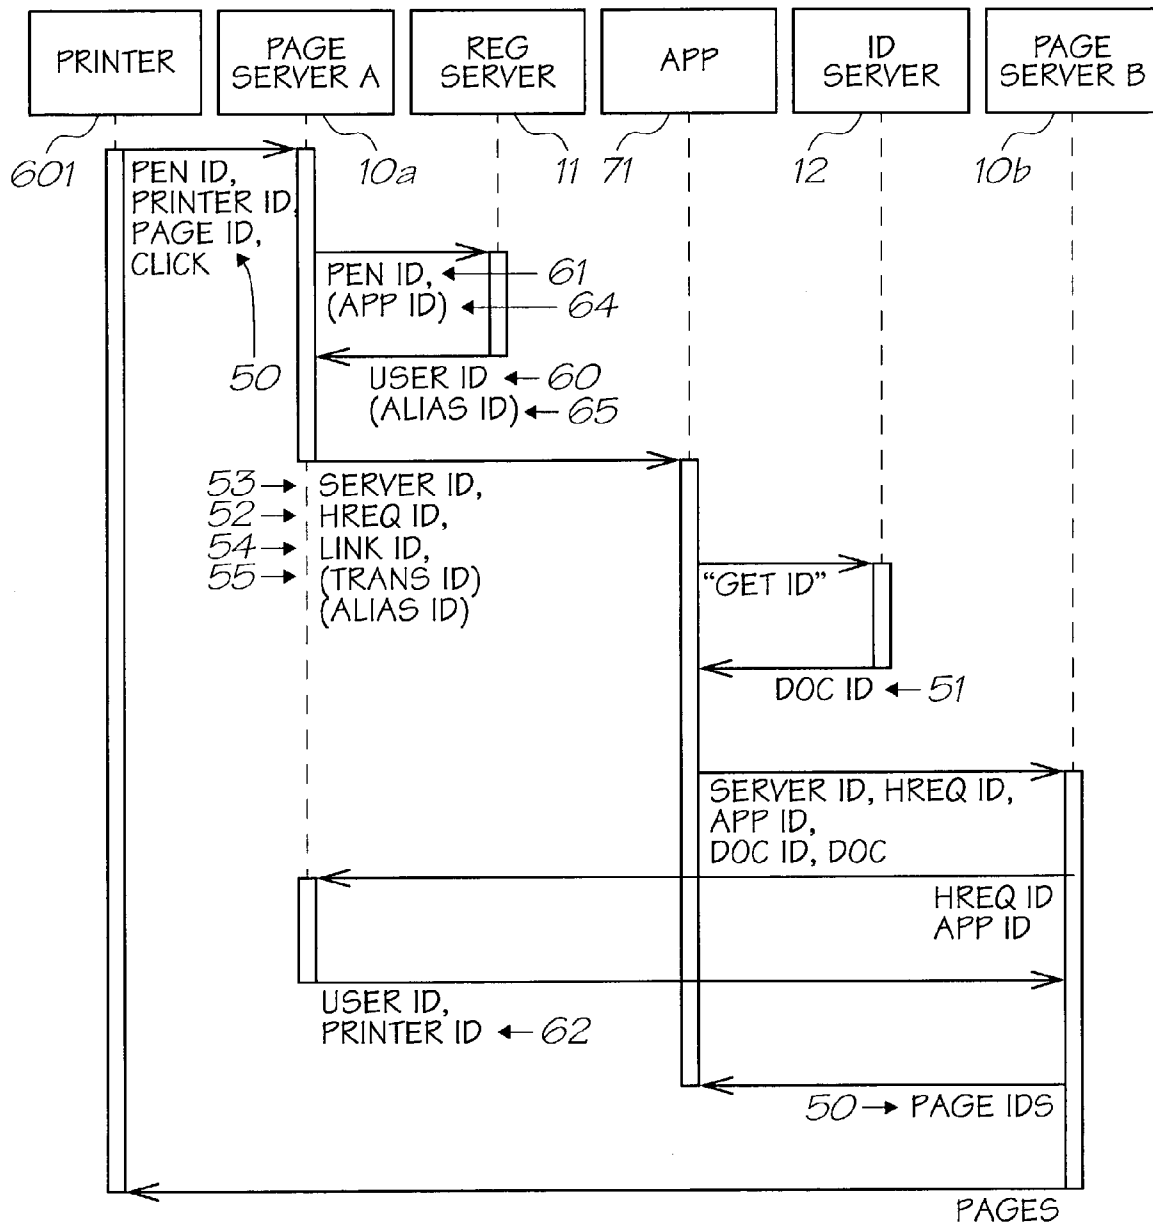 PRINTER
PAGE
SERVER A
REG
SERVER
APP
ID
SERVER
PAGE
SERVER B
601
10a
11
71
12
10b
PEN ID,
PRINTER ID,
PAGE ID,
CLICK
50
PEN ID,
61
(APP ID)
64
USER ID
60
(ALIAS ID)
65
53
SERVER ID,
52
HREQ ID,
54
LINK ID,
55
(TRANS ID)
(ALIAS ID)
"GET ID"
DOC ID
51
SERVER ID, HREQ ID,
APP ID,
DOC ID, DOC
HREQ ID
APP ID
USER ID,
PRINTER ID
62
50
PAGE IDS
PAGES